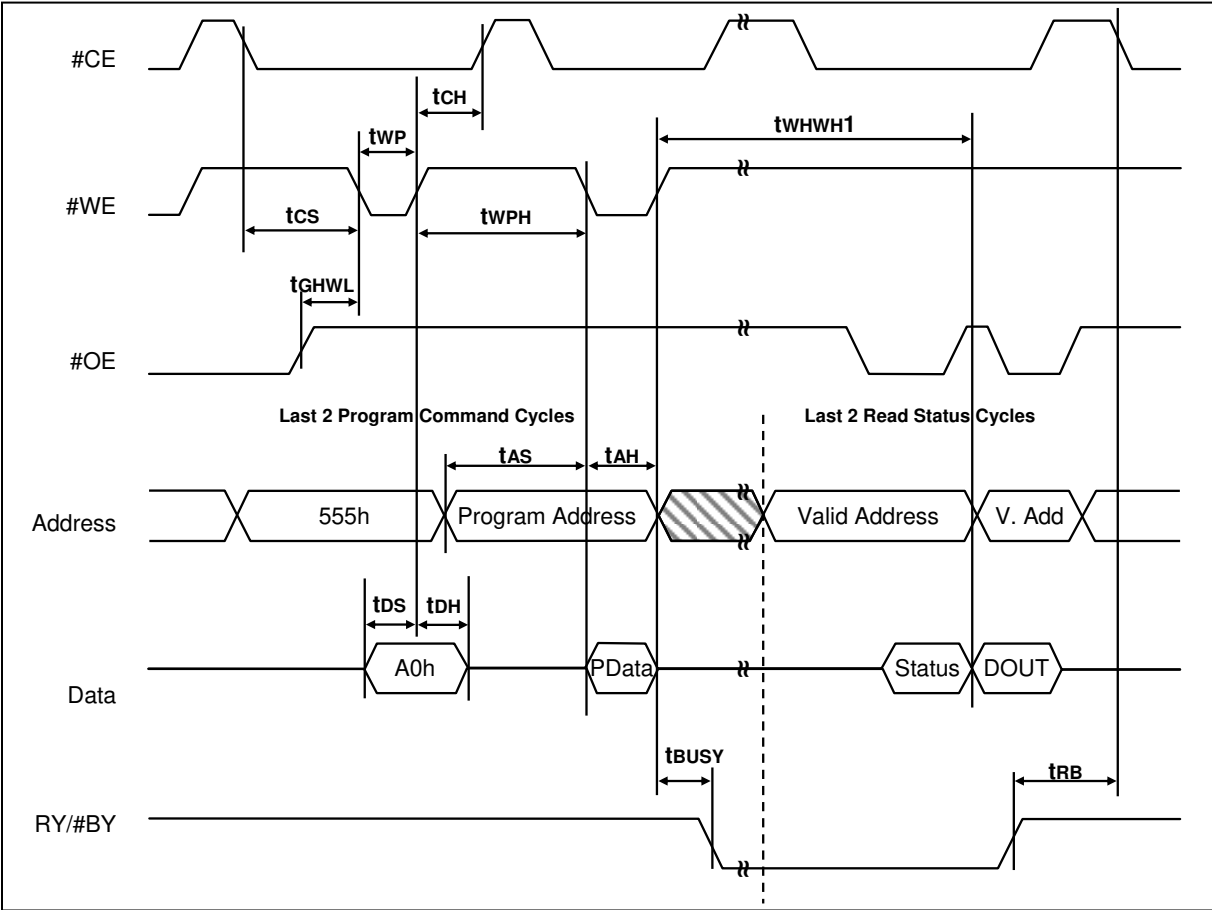 #CE
tCH
tWHWH1
tWP
#WE
tCS
tWPH
tGHWL
#OE
Last 2 Program Command Cycles
Last 2 Read Status Cycles
tAS
tAH
Address
555h
Program Address
Valid Address
V. Add
tDS
tDH
A0h
PData
Status
DOUT
Data
tBUSY
tRB
RY/#BY